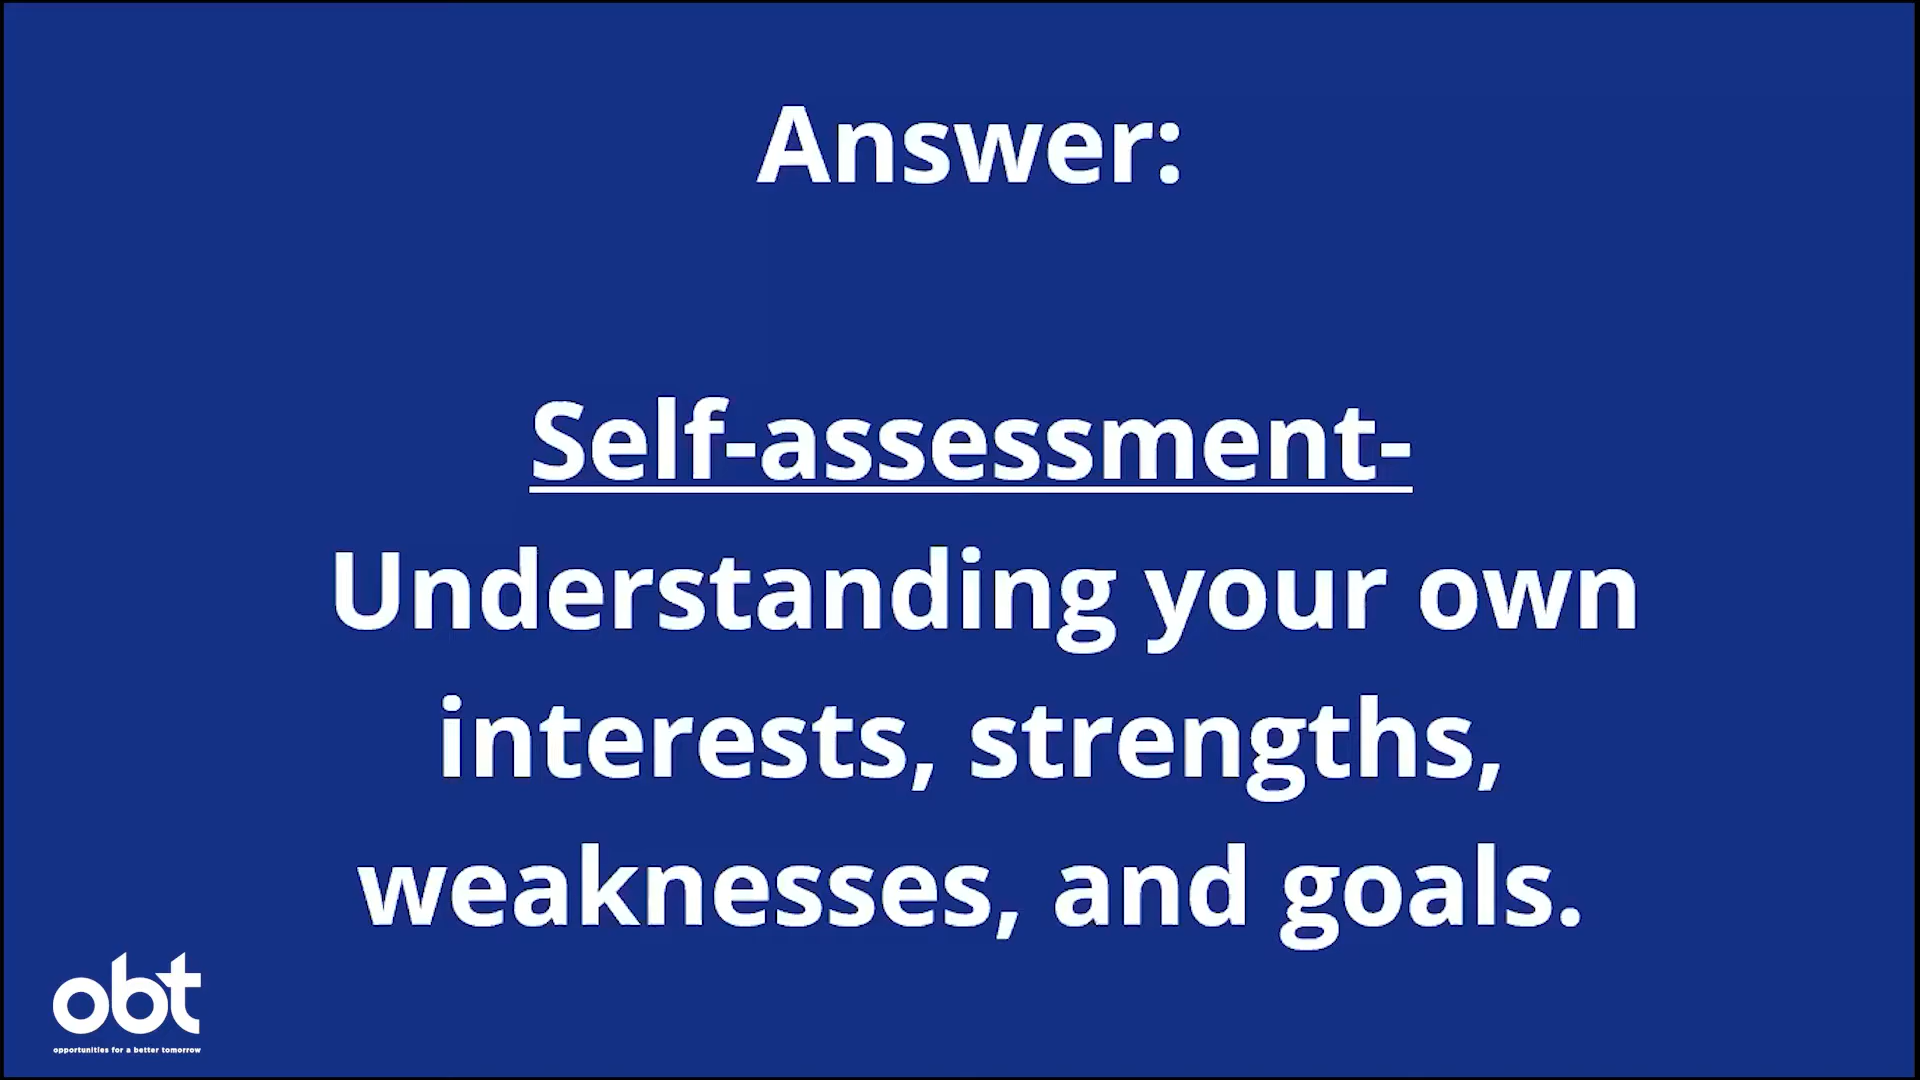 Answer:
Self-assessment-
Understanding your own
interests, strengths,
weaknesses, and goals.
obt
opportunities for a better tomorrow